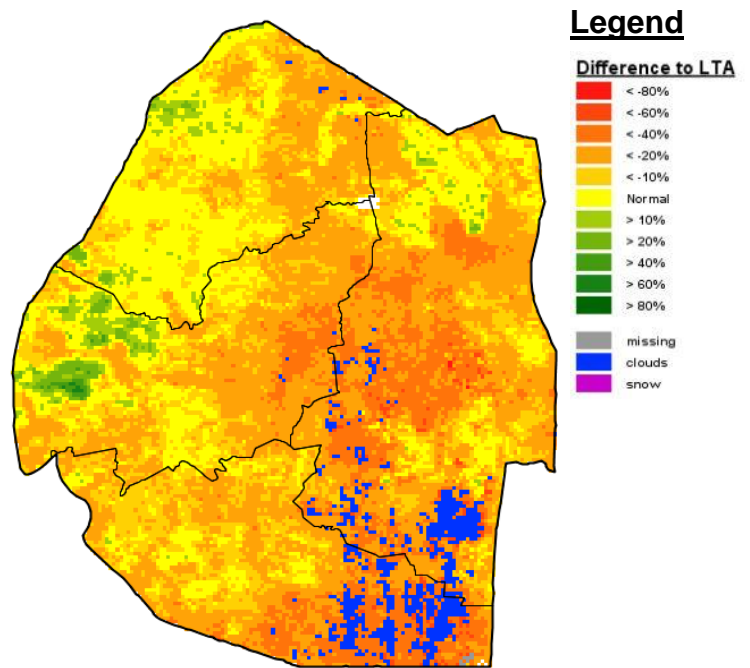 Legend
Difference to LTA
< -80%
< -60%
< -40%
< -20%
< -10%
Normal
> 10%
> 20%
> 40%
> 60%
> 80%
missing
clouds
snow